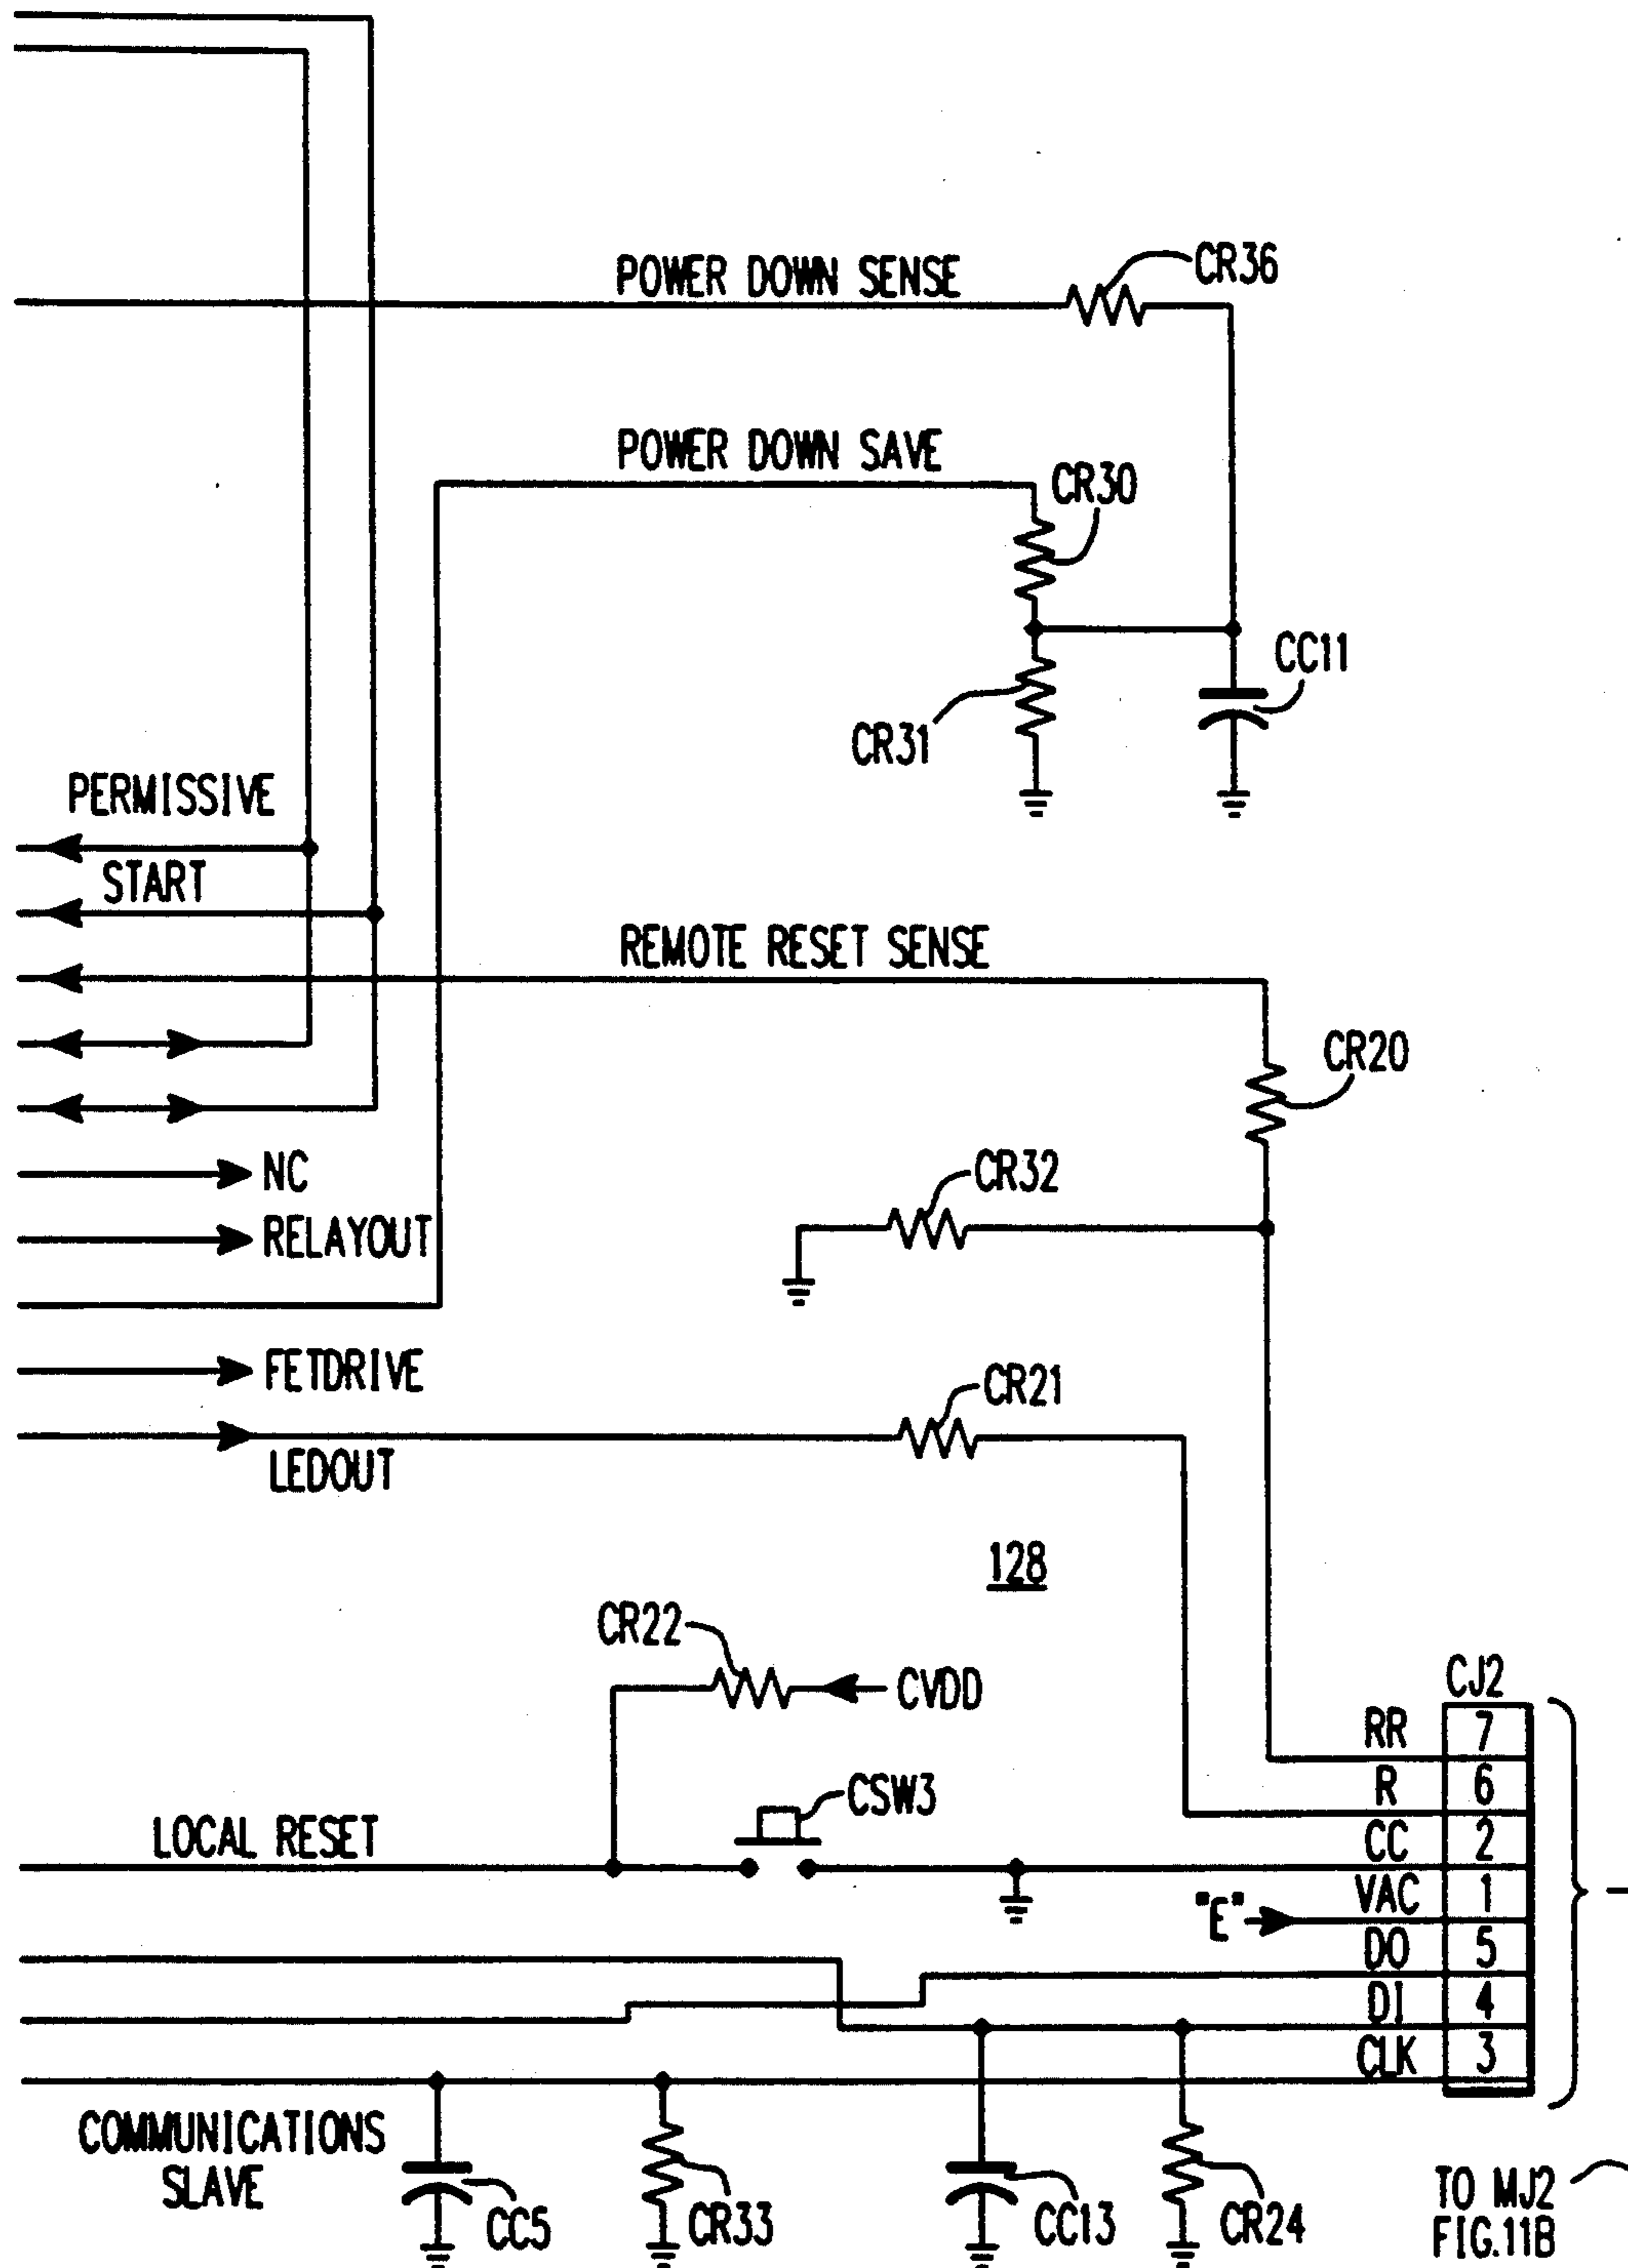 POWER DOWN SENSE
CR36
POWER DOWN SAVE
CR30
CC11
CR31
PERMISSIVE
START
REMOTE RESET SENSE
CR20
CR32
NC
RELAYOUT
FETDRIVE
CR21
LEDOUT
128
CR22
CVDD
CJ2
RR 7
R 6
CSW3
LOCAL RESET
CC 2
VAC 1
"E"
DO 5
DI 4
CLK 3
COMMUNICATIONS
SLAVE
CC5
CR33
CC13
CR24
TO MJ2
FIG.11B